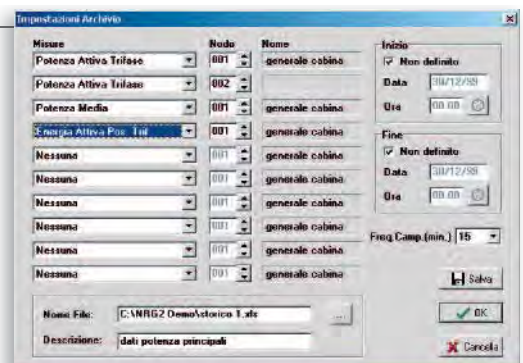 Impostazioni Archivio
Misure Nodo Nome
Potenza Attiva Trifase 001 generale cabina
Potenza Attiva Trifase 002
Potenza Media 001 generale cabina
Energia Attiva Pos. Trif 001 generale cabina
Nessuna 001 generale cabina
Nessuna 001 generale cabina
Nessuna 001 generale cabina
Nessuna 001 generale cabina
Nessuna 001 generale cabina
Nessuna 001 generale cabina
Nome File: C:\NRG2 Demo\storico 1.xls ...
Descrizione: dati potenza principali
Inizio
Non definito
Data 30/12/99
Ora 00.00
Fine
Non definito
Data 30/12/99
Ora 00.00
Freq.Camp.(min.) 15
Salva
OK
Cancella